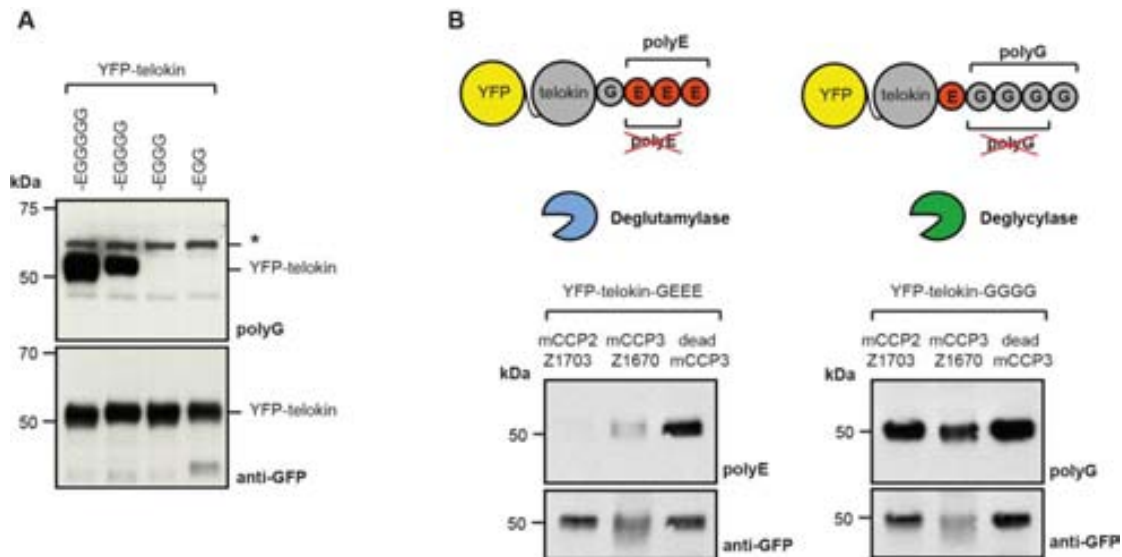 A
YFP-telokin
-EGGGGG
-EGGGG
-EGGG
-EGG
kDa
75
50
*
YFP-telokin
polyG
70
50
YFP-telokin
anti-GFP
B
polyE
YFP telokin G E E E
polyE
Deglutamylase
YFP-telokin-GEEE
mCCP2 mCCP3 dead
Z1703 Z1670 mCCP3
kDa
50
polyE
50
anti-GFP
polyG
YFP telokin E G G G G
polyG
Deglycylase
YFP-telokin-GGGG
mCCP2 mCCP3 dead
Z1703 Z1670 mCCP3
kDa
50
polyG
50
anti-GFP